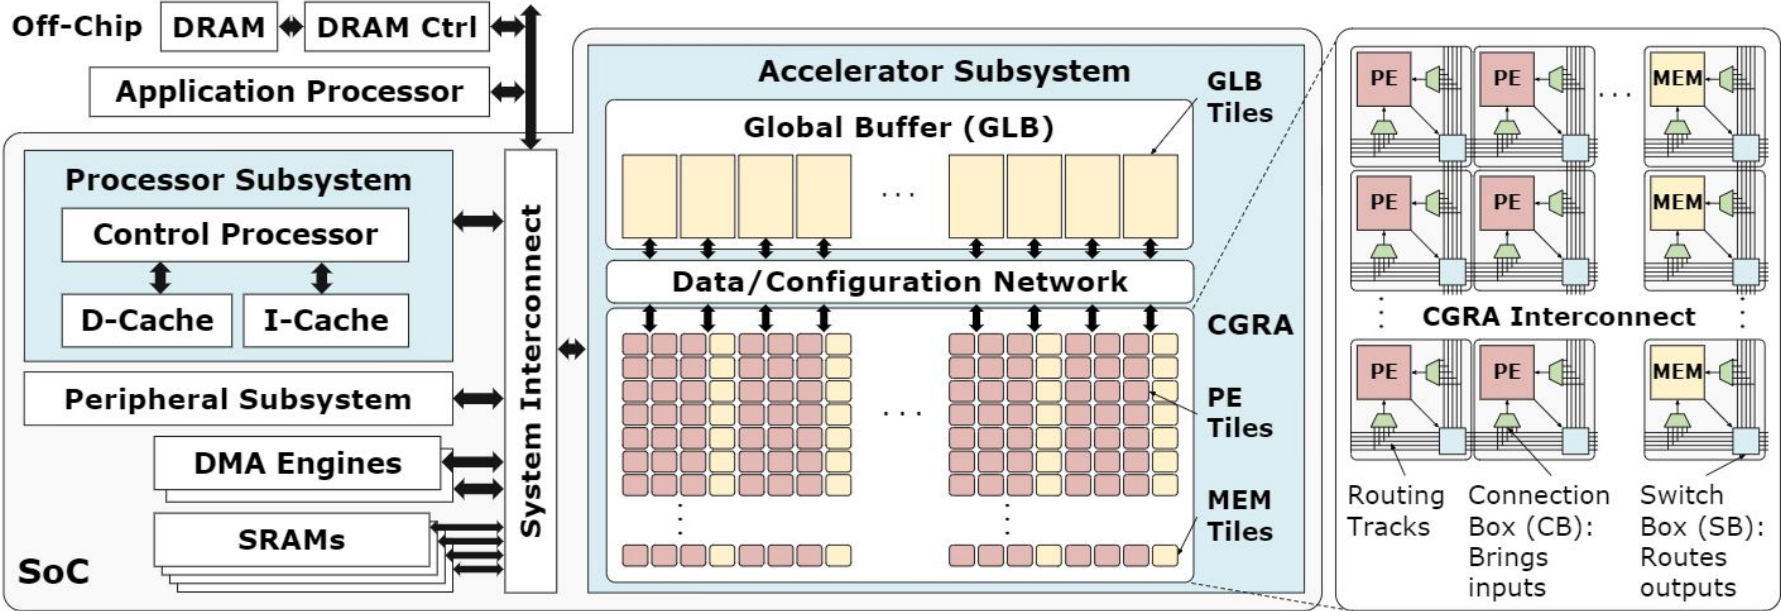 Off-Chip
DRAM
DRAM Ctrl
Application Processor
Processor Subsystem
Control Processor
D-Cache
I-Cache
Peripheral Subsystem
DMA Engines
SRAMs
SoC
System Interconnect
Accelerator Subsystem
Global Buffer (GLB)
...
Data/Configuration Network
...
GLB
Tiles
CGRA
PE
Tiles
MEM
Tiles
PE
PE
...
MEM
PE
PE
MEM
CGRA Interconnect
PE
PE
MEM
Routing
Tracks
Connection
Box (CB):
Brings
inputs
Switch
Box (SB):
Routes
outputs